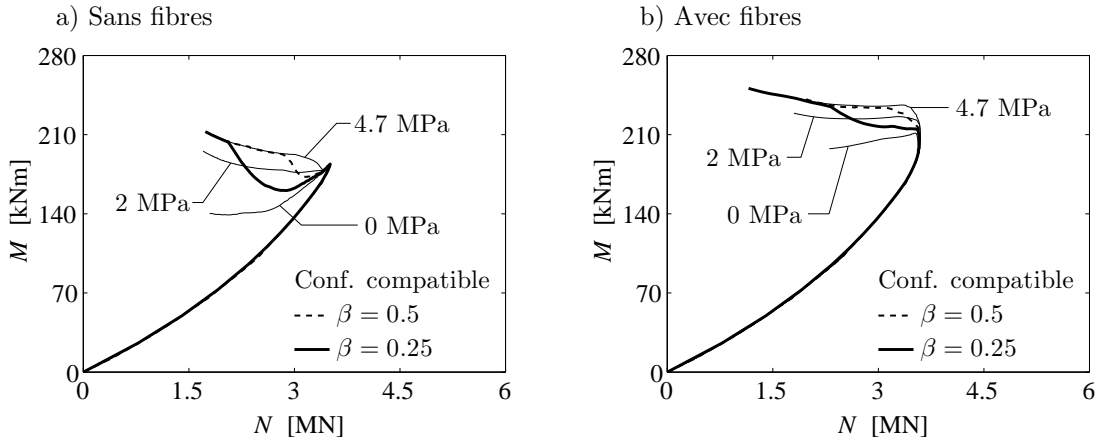 a) Sans fibres
280
210
140
70
0
M [kNm]
4.7 MPa
2 MPa
0 MPa
Conf. compatible
β = 0.5
β = 0.25
0 1.5 3 4.5 6
N [MN]
b) Avec fibres
280
210
140
70
0
M [kNm]
4.7 MPa
2 MPa
0 MPa
Conf. compatible
β = 0.5
β = 0.25
0 1.5 3 4.5 6
N [MN]